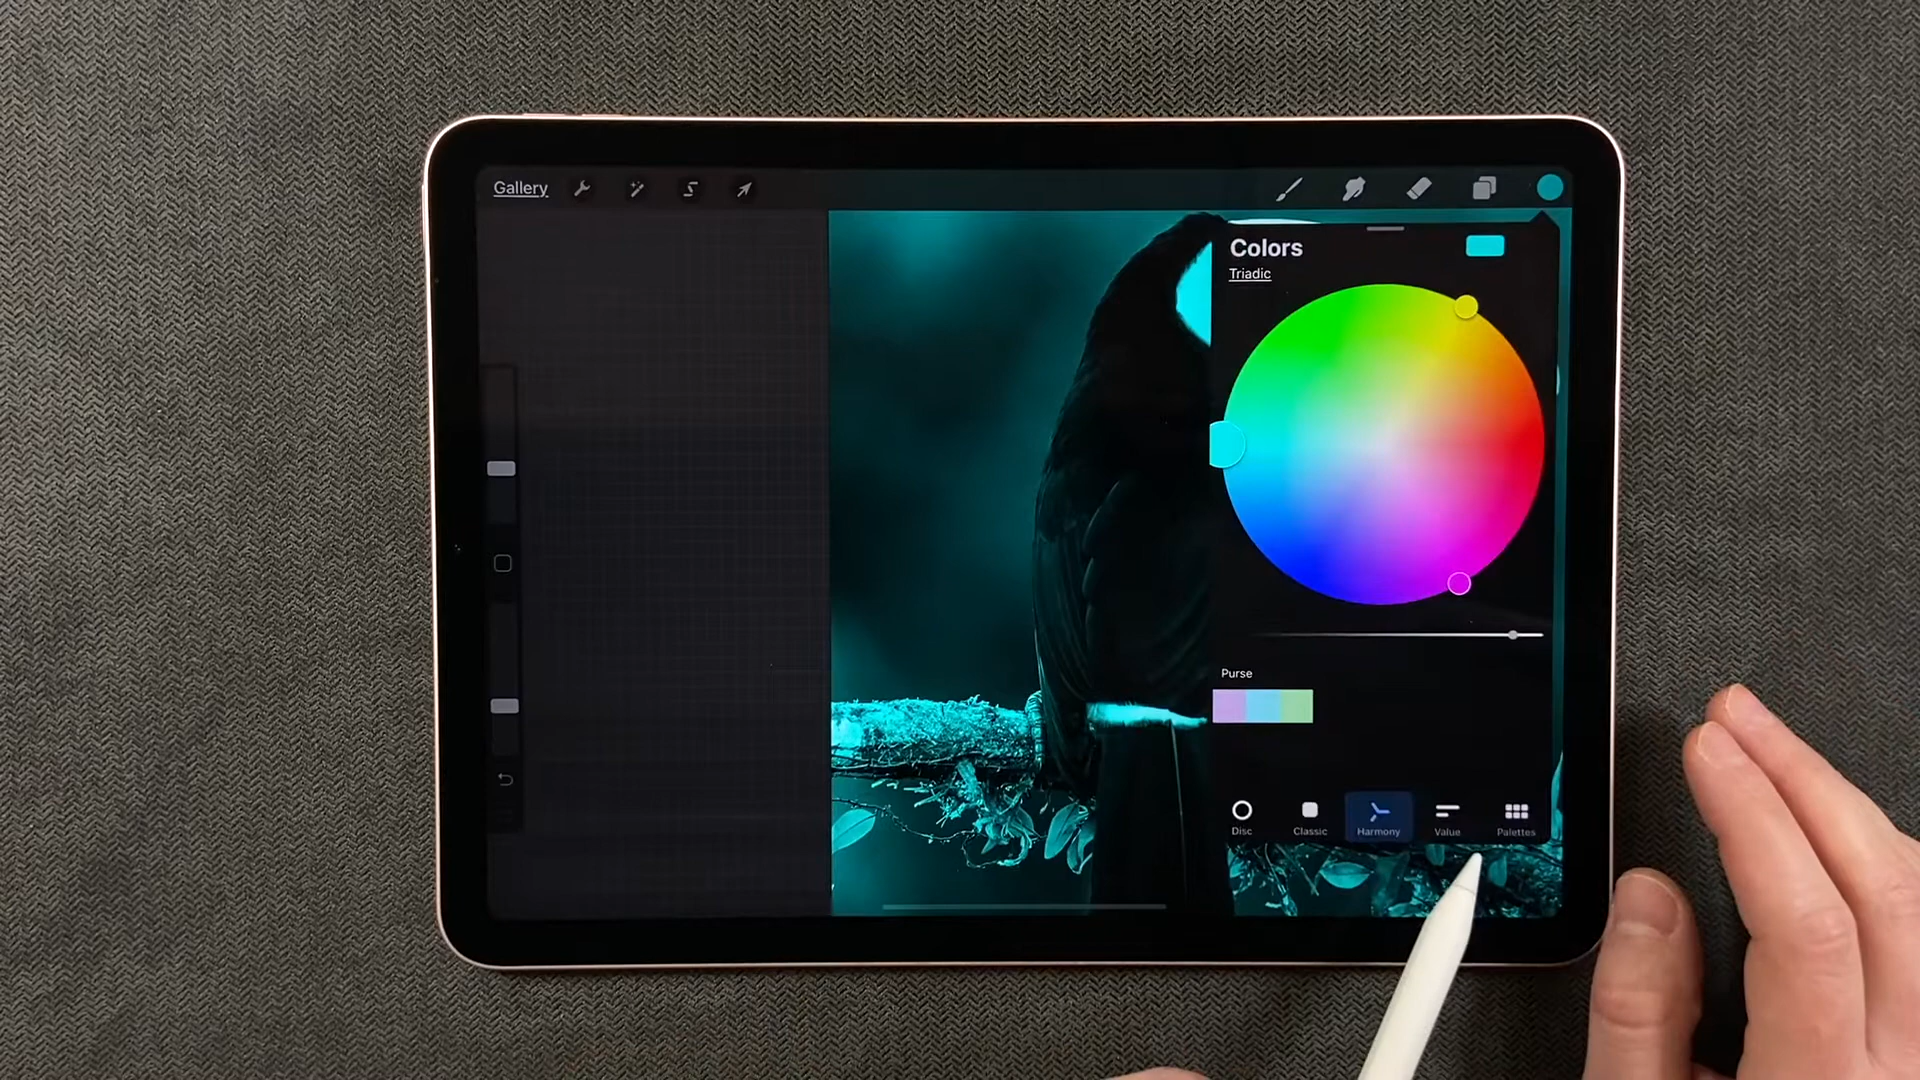 Gallery
Colors
Triadic
Purse
Disc
Classic
Harmony
Value
Palettes